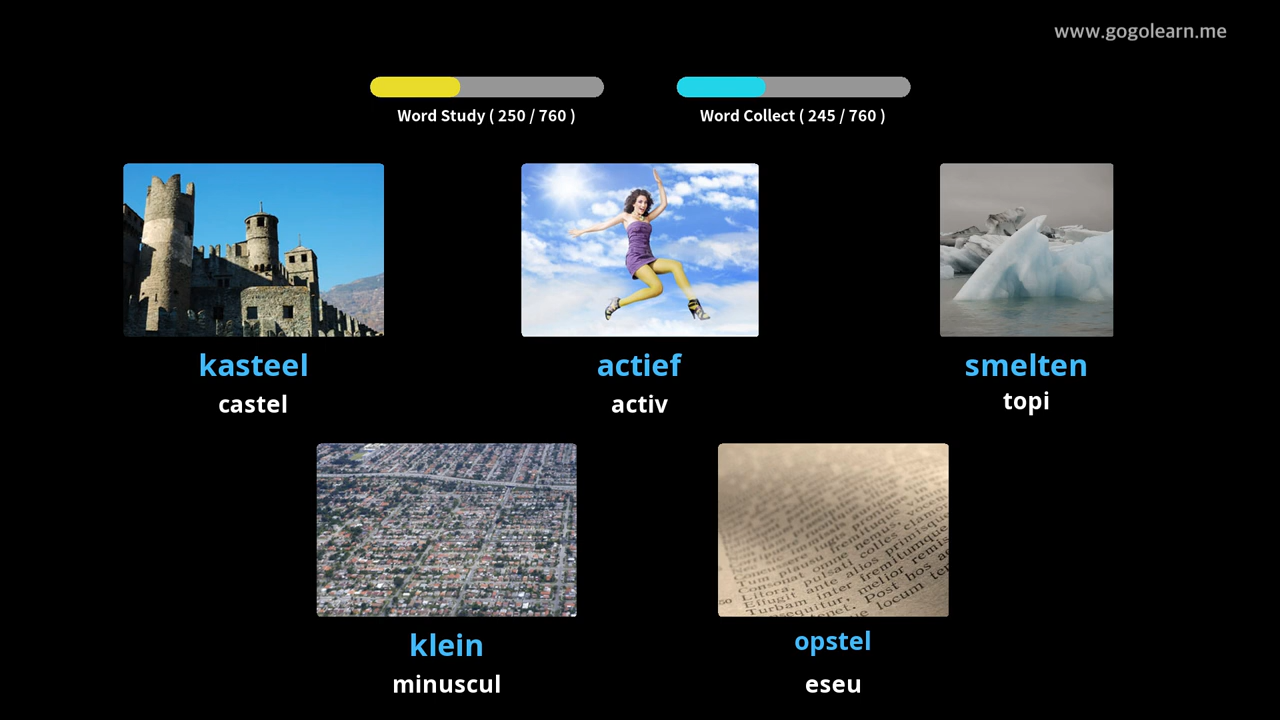 www.gogolearn.me
Word Study ( 250 / 760 )
Word Collect ( 245 / 760 )
kasteel
castel
actief
activ
smelten
topi
klein
minuscul
opstel
eseu